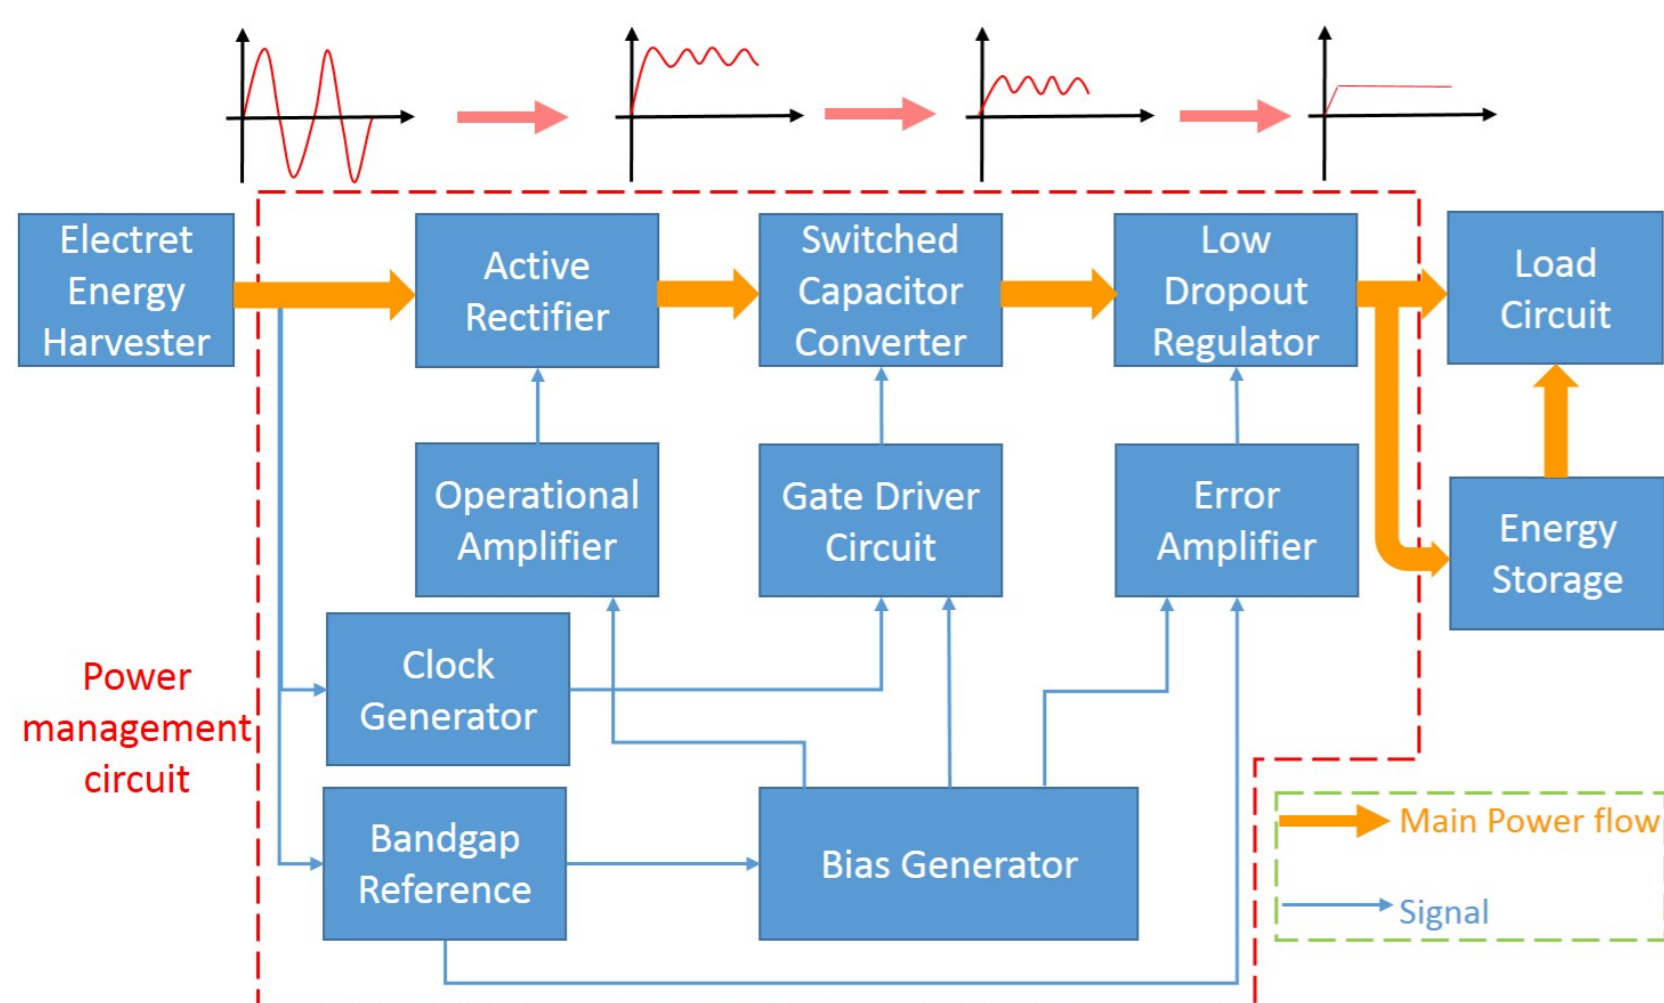 Electret
Energy
Harvester
Active
Rectifier
Switched
Capacitor
Converter
Low
Dropout
Regulator
Load
Circuit
Operational
Amplifier
Gate Driver
Circuit
Error
Amplifier
Energy
Storage
Power
management
circuit
Clock
Generator
Bandgap
Reference
Bias Generator
Main Power flow
Signal